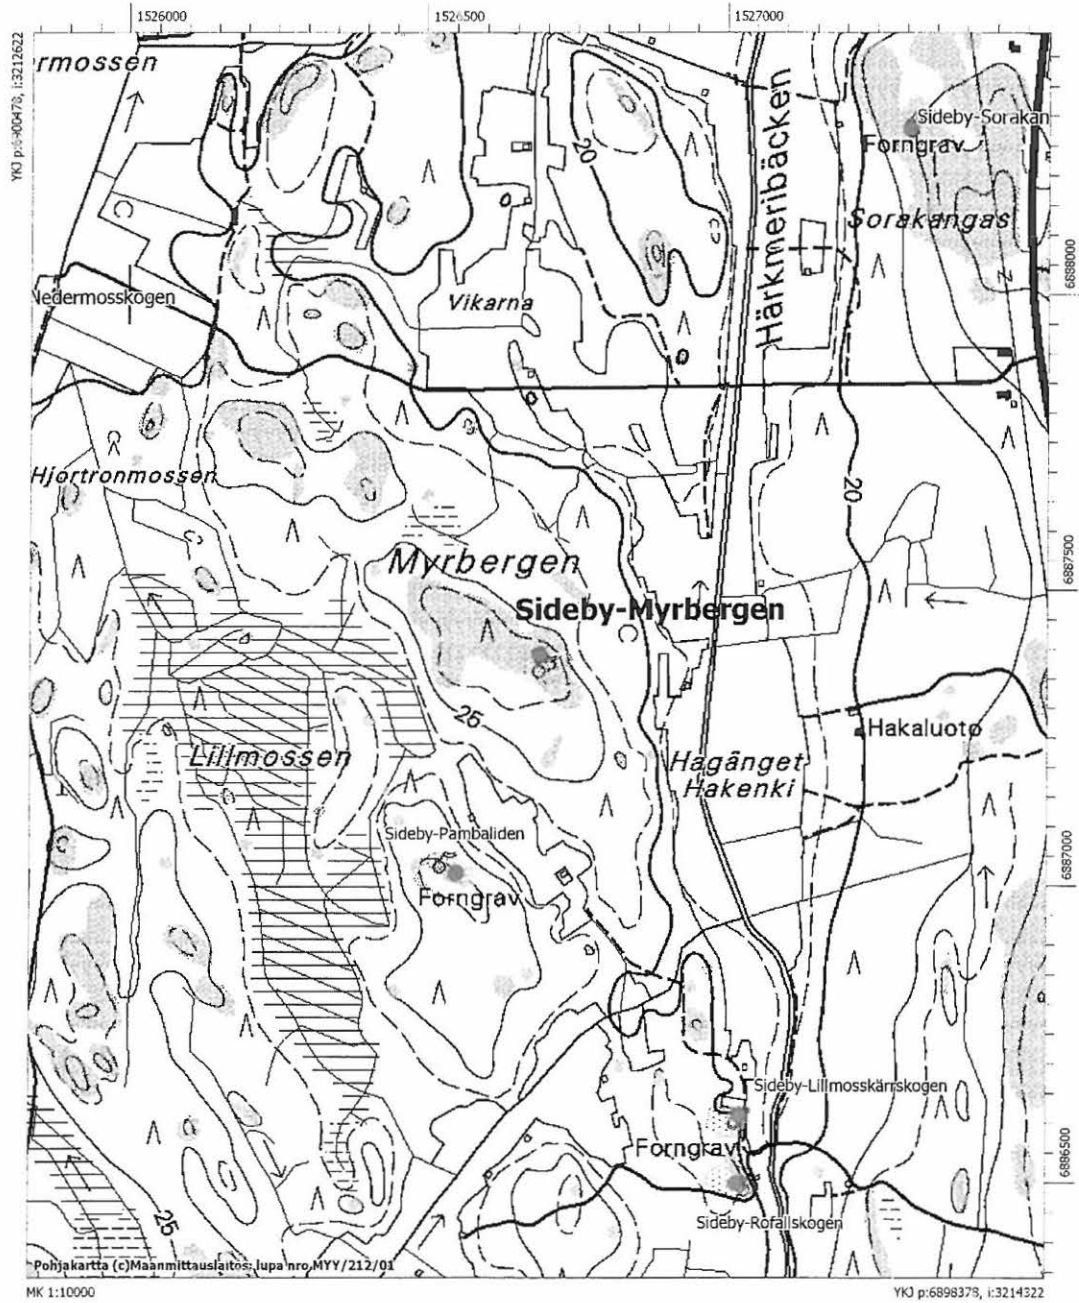 1526000
1526500
1527000
YKJ p:6900478, i:3212622
rmossen
Härkmeribäcken
Sideby-Sorakan
Forngrav
20
Sorakangas
6888000
Nedermosskogen
Vikarna
Hjortronmossen
20
6887500
Myrbergen
Sideby-Myrbergen
25
Hakaluoto
Lillmossen
Hagänget
Hakenki
Sideby-Pambaliden
6887000
Forngrav
Sideby-Lillmosskärrskogen
Forngrav
6886500
Sideby-Rofallskogen
25
Pohjakartta (c)Maanmittauslaitos; lupa nro MYY/212/01
MK 1:10000
YKJ p:6898378, i:3214322